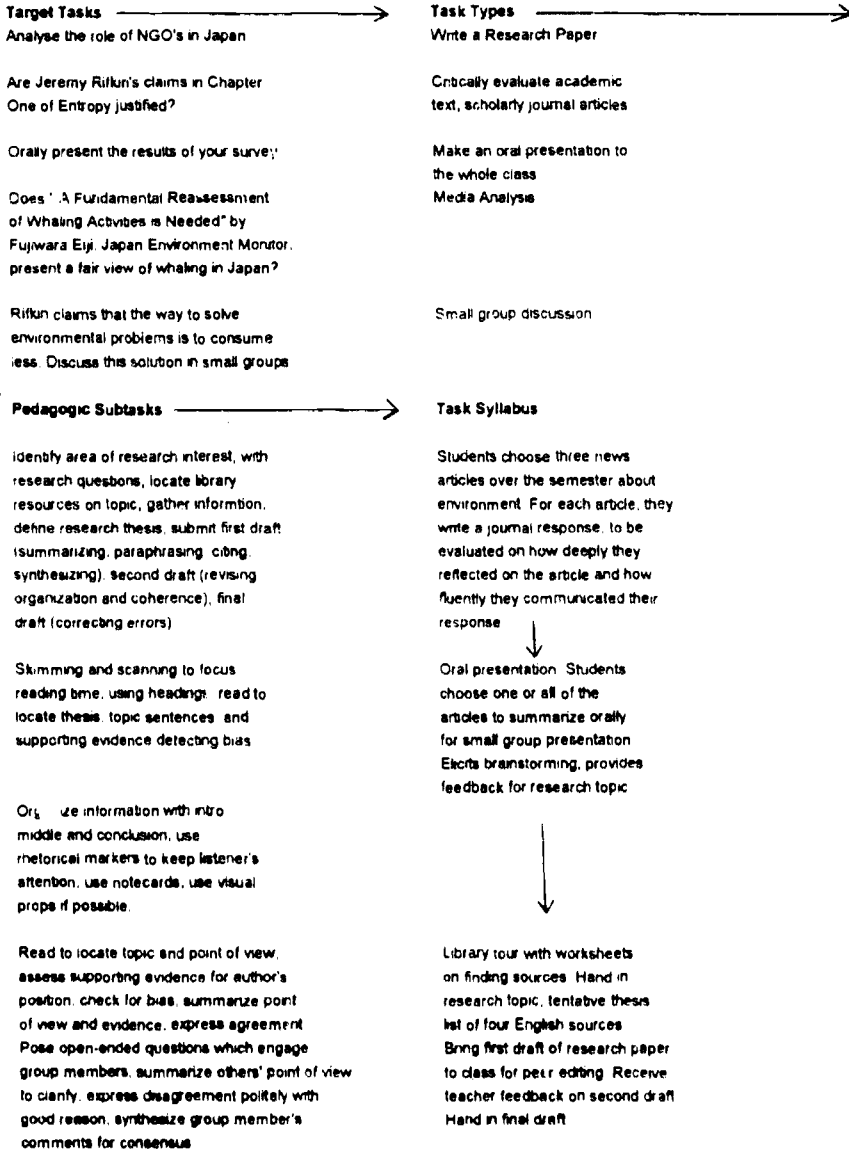 Target Tasks
Analyse the role of NGO's in Japan
Are Jeremy Rifkin's claims in Chapter
One of Entropy justified?
Orally present the results of your survey
Does "A Fundamental Reassessment
of Whaling Activities is Needed" by
Fujiwara Eiji, Japan Environment Monitor,
present a fair view of whaling in Japan?
Rifkin claims that the way to solve
environmental problems is to consume
less. Discuss this solution in small groups
Task Types
Write a Research Paper
Critically evaluate academic
text, scholarly journal articles
Make an oral presentation to
the whole class
Media Analysis
Small group discussion
Pedagogic Subtasks
Identify area of research interest, with
research questions, locate library
resources on topic, gather informtion,
define research thesis, submit first draft
(summarizing, paraphrasing, citing,
synthesizing), second draft (revising
organization and coherence), final
draft (correcting errors)
Skimming and scanning to focus
reading time, using headings, read to
locate thesis, topic sentences and
supporting evidence detecting bias
information with intro
middle and conclusion, use
rhetorical markers to keep listener's
attention, use notecards, use visual
props if possible.
Read to locate topic and point of view,
assess supporting evidence for author's
position, check for bias, summarize point
of view and evidence, express agreement
Pose open-ended questions which engage
group members, summarize others' point of view
to clarify, express disagreement politely with
good reason, synthesize group member's
comments for consensus
Task Syllabus
Students choose three news
articles over the semester about
environment. For each article, they
write a journal response, to be
evaluated on how deeply they
reflected on the article and how
fluently they communicated their
response
Oral presentation Students
choose one or all of the
articles to summarize orally
for small group presentation
Elicits brainstorming, provides
feedback for research topic
Library tour with worksheets
on finding sources Hand in
research topic, tentative thesis
list of four English sources
Bring first draft of research paper
to class for peer editing Receive
teacher feedback on second draft
Hand in final draft